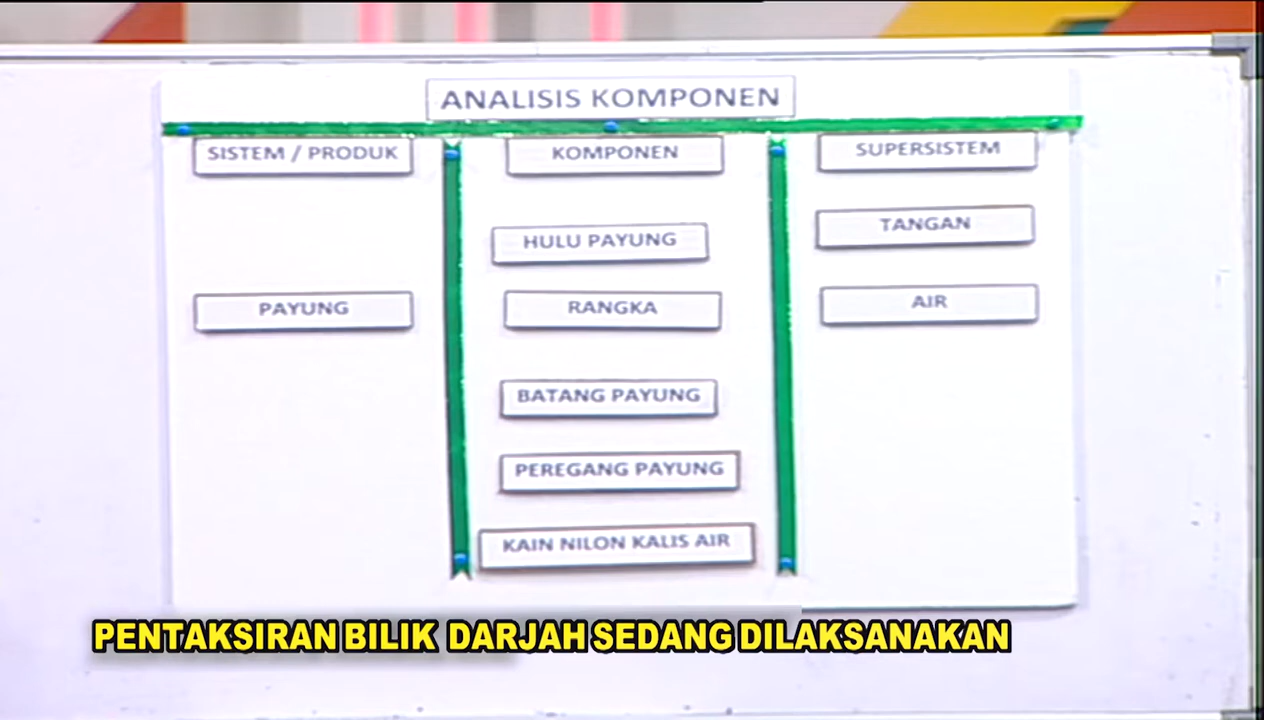 ANALISIS KOMPONEN
SISTEM / PRODUK
KOMPONEN
SUPERSISTEM
HULU PAYUNG
TANGAN
PAYUNG
RANGKA
AIR
BATANG PAYUNG
PEREGANG PAYUNG
KAIN NILON KALIS AIR
PENTAKSIRAN BILIK DARJAH SEDANG DILAKSANAKAN